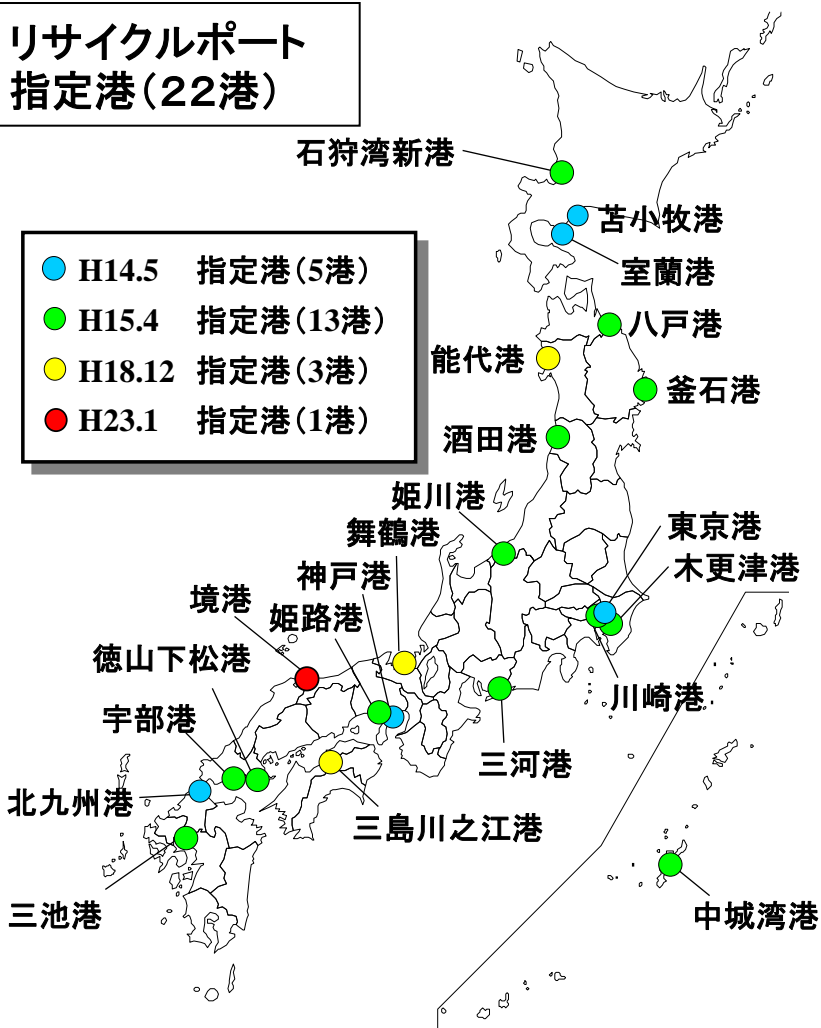 リサイクルポート
指定港(22港)
石狩湾新港
苫小牧港
室蘭港
H14.5 指定港(5港)
H15.4 指定港(13港)
H18.12 指定港(3港)
H23.1 指定港(1港)
八戸港
能代港
釜石港
酒田港
姫川港
舞鶴港
神戸港
姫路港
境港
徳山下松港
宇部港
北九州港
三池港
東京港
木更津港
川崎港
三河港
三島川之江港
中城湾港